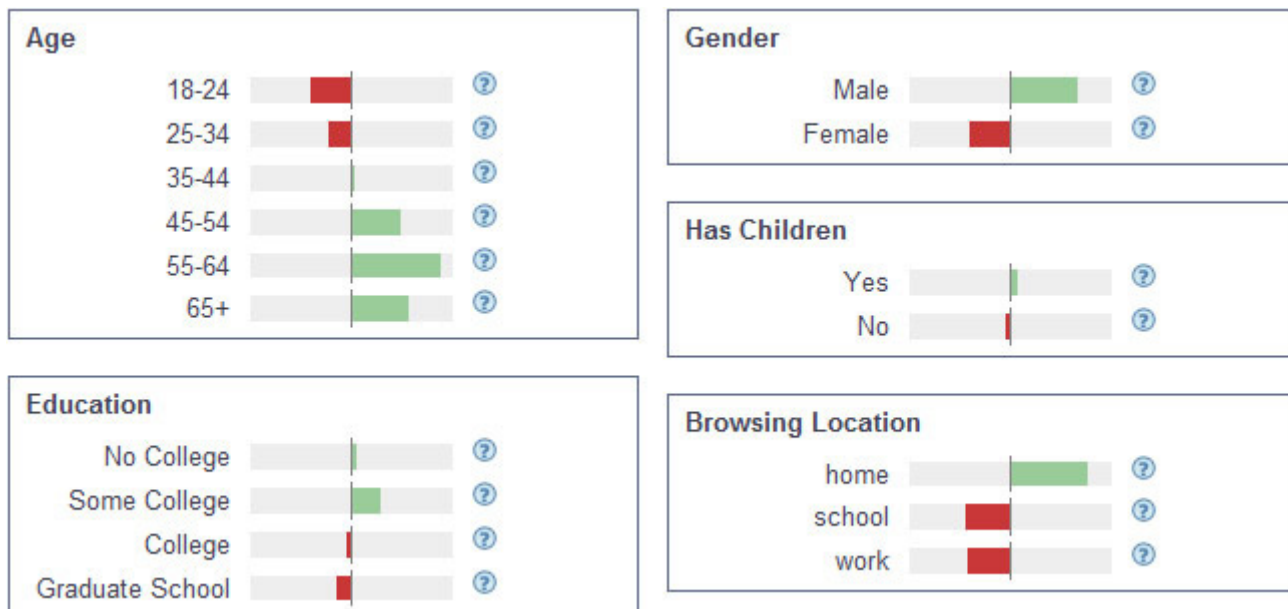 Age
18-24
25-34
35-44
45-54
55-64
65+
Education
No College
Some College
College
Graduate School
Gender
Male
Female
Has Children
Yes
No
Browsing Location
home
school
work